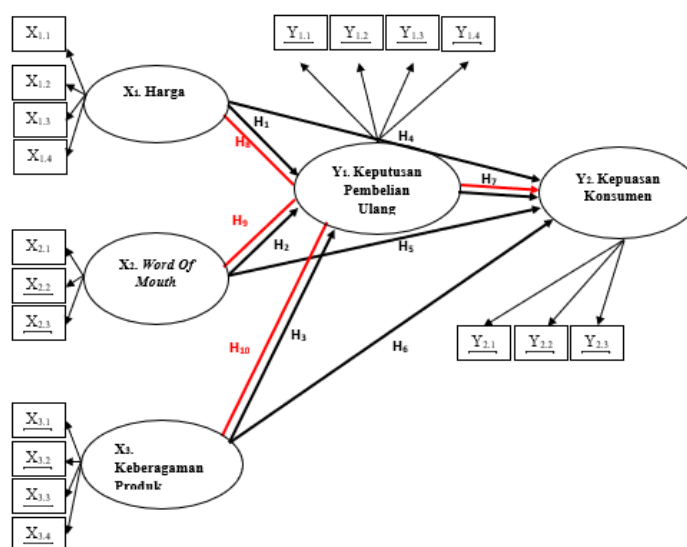 X1.1
X1.2
X1.3
X1.4
X1. Harga
Y1.1
Y1.2
Y1.3
Y1.4
H1
H8
H4
Y1. Keputusan
Pembelian
Ulang
H7
Y2. Kepuasan
Konsumen
H9
H2
H5
X2.1
X2.2
X2.3
X2. Word Of
Mouth
H10
H3
H6
Y2.1
Y2.2
Y2.3
X3.1
X3.2
X3.3
X3.4
X3.
Keberagaman
Produk